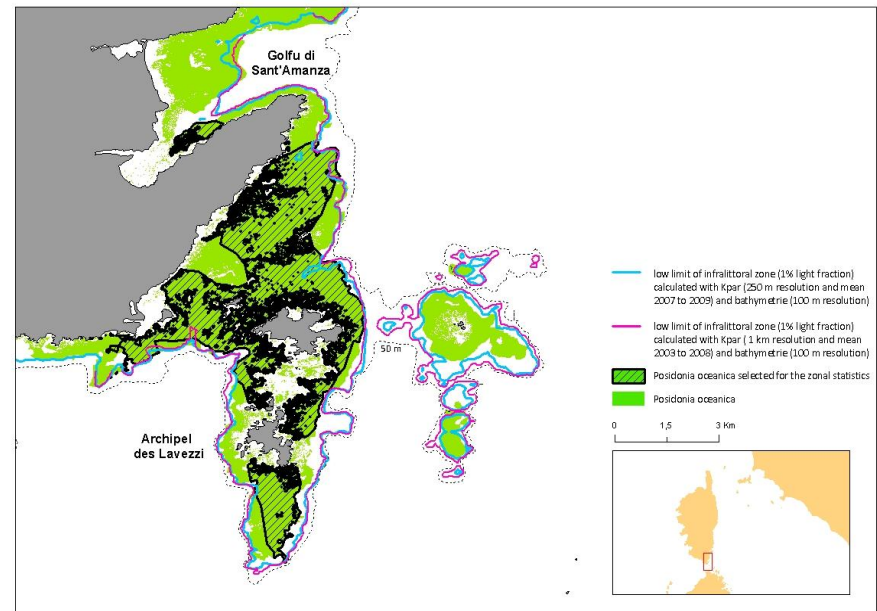 Golfu di
Sant'Amanza
50 m
Archipel
des Lavezzi
low limit of infralittoral zone (1% light fraction)
calculated with Kpar (250 m resolution and mean
2007 to 2009) and bathymetrie (100 m resolution)
low limit of infralittoral zone (1% light fraction)
calculated with Kpar ( 1 km resolution and mean
2003 to 2008) and bathymetrie (100 m resolution)
Posidonia oceanica selected for the zonal statistics
Posidonia oceanica
0 1,5 3 Km